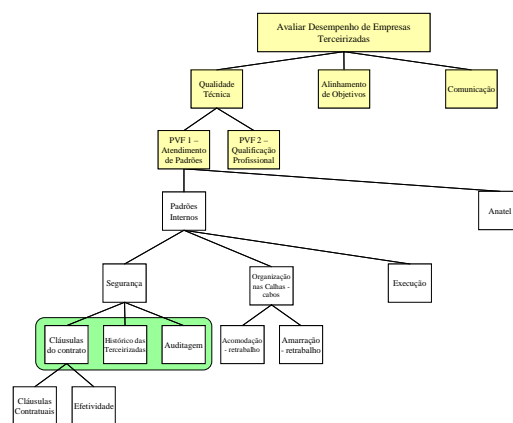 Avaliar Desempenho de Empresas
Terceirizadas
Qualidade
Técnica
Alinhamento
de Objetivos
Comunicação
PVF 1 –
Atendimento
de Padrões
PVF 2 –
Qualificação
Profissional
Padrões
Internos
Anatel
Segurança
Organização
nas Calhas -
cabos
Execução
Cláusulas
do contrato
Histórico das
Terceirizadas
Auditagem
Acomodação
- retrabalho
Amarração
- retrabalho
Cláusulas
Contratuais
Efetividade